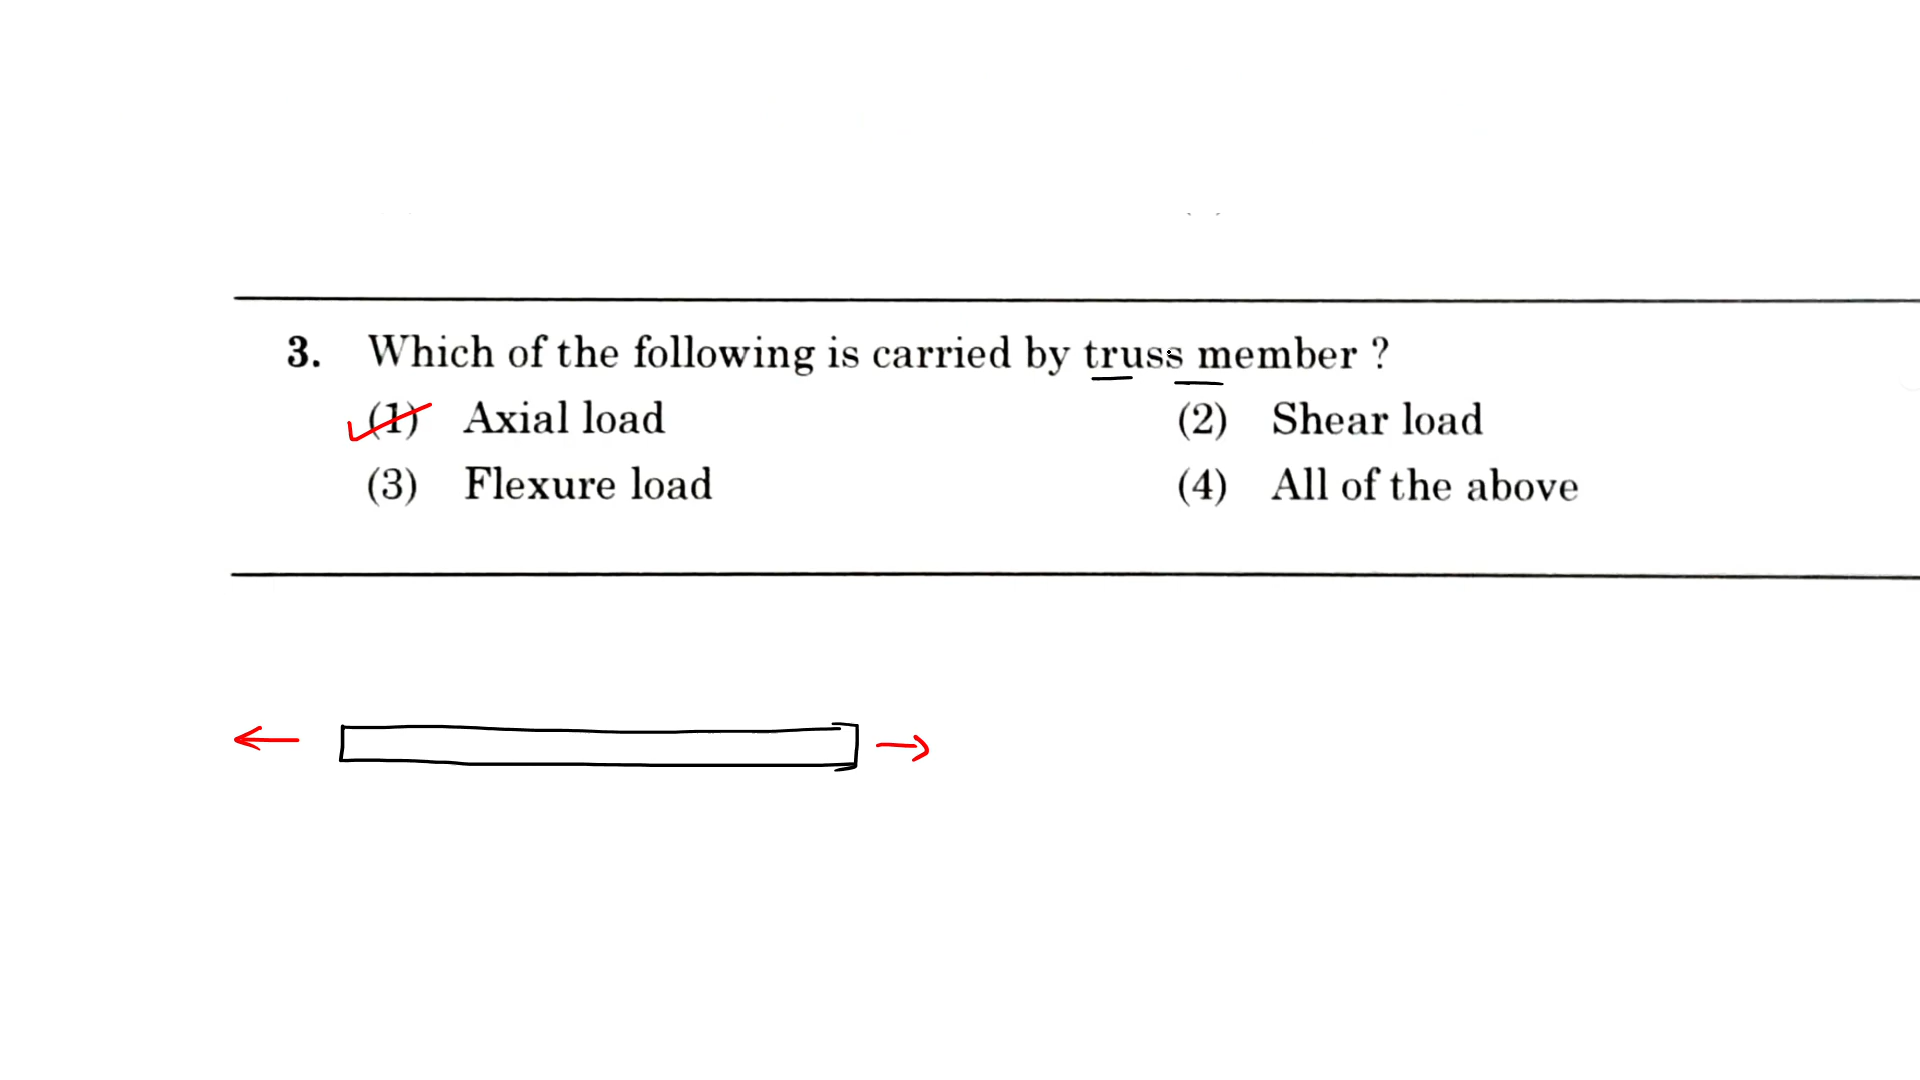 3. Which of the following is carried by truss member ?
(1) Axial load (2) Shear load
(3) Flexure load (4) All of the above